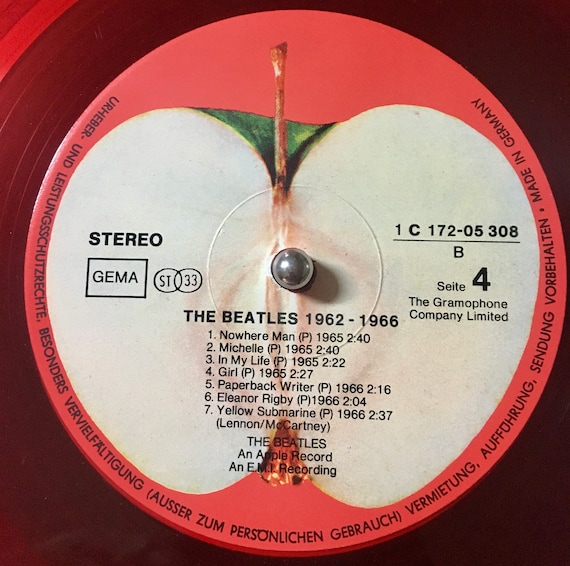 URHEBER- UND LEISTUNGSSCHUTZRECHTE, BESONDERS VERVIELFÄLTIGUNG (AUSSER ZUM PERSÖNLICHEN GEBRAUCH) VERMIETUNG, AUFFÜHRUNG, SENDUNG VORBEHALTEN • MADE IN GERMANY
STEREO
GEMA
ST 33
1 C 172-05 308
B
Seite 4
The Gramophone
Company Limited
THE BEATLES 1962 - 1966
1. Nowhere Man (P) 1965 2:40
2. Michelle (P) 1965 2:40
3. In My Life (P) 1965 2:22
4. Girl (P) 1965 2:27
5. Paperback Writer (P) 1966 2:16
6. Eleanor Rigby (P)1966 2:04
7. Yellow Submarine (P) 1966 2:37
(Lennon/McCartney)
THE BEATLES
An Apple Record
An E.M.I. Recording